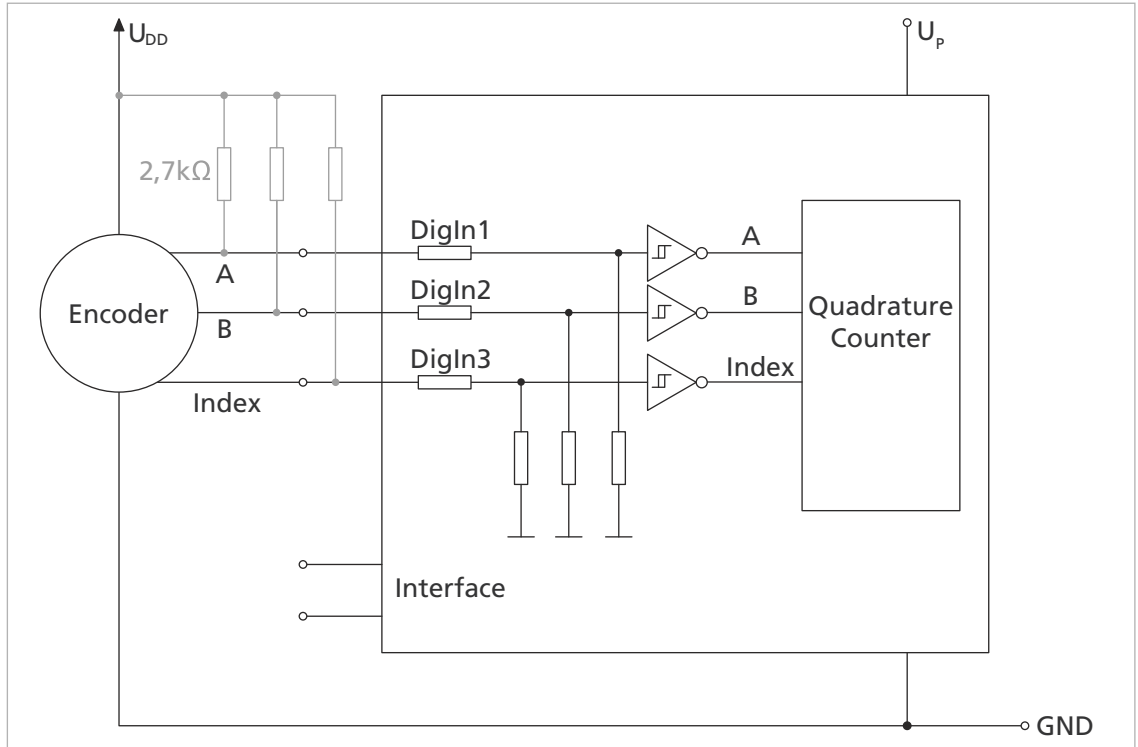 U_DD
U_P
2,7kΩ
DigIn1
A
A
DigIn2
B
B
Encoder
Quadrature
Counter
DigIn3
Index
Index
Interface
GND